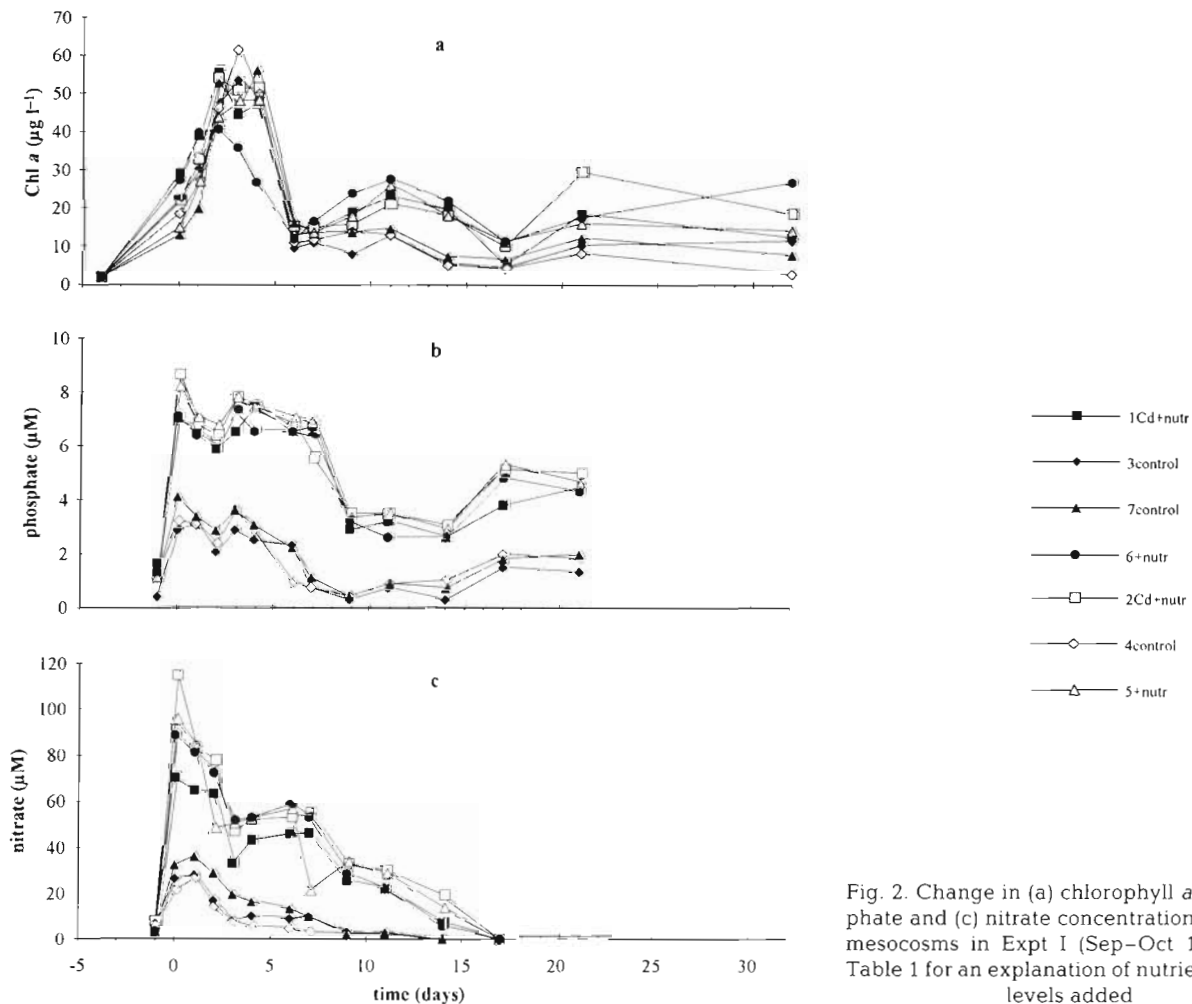 70
60
50
40
30
20
10
0
Chl a (µg l⁻¹)
a
10
8
6
4
2
0
phosphate (µM)
b
120
100
80
60
40
20
0
nitrate (µM)
c
-5 0 5 10 15 20 25 30
time (days)
1Cd+nutr
3control
7control
6+nutr
2Cd+nutr
4control
5+nutr
Fig. 2. Change in (a) chlorophyll a
phate and (c) nitrate concentration
mesocosms in Expt I (Sep–Oct 1
Table 1 for an explanation of nutrie
levels added